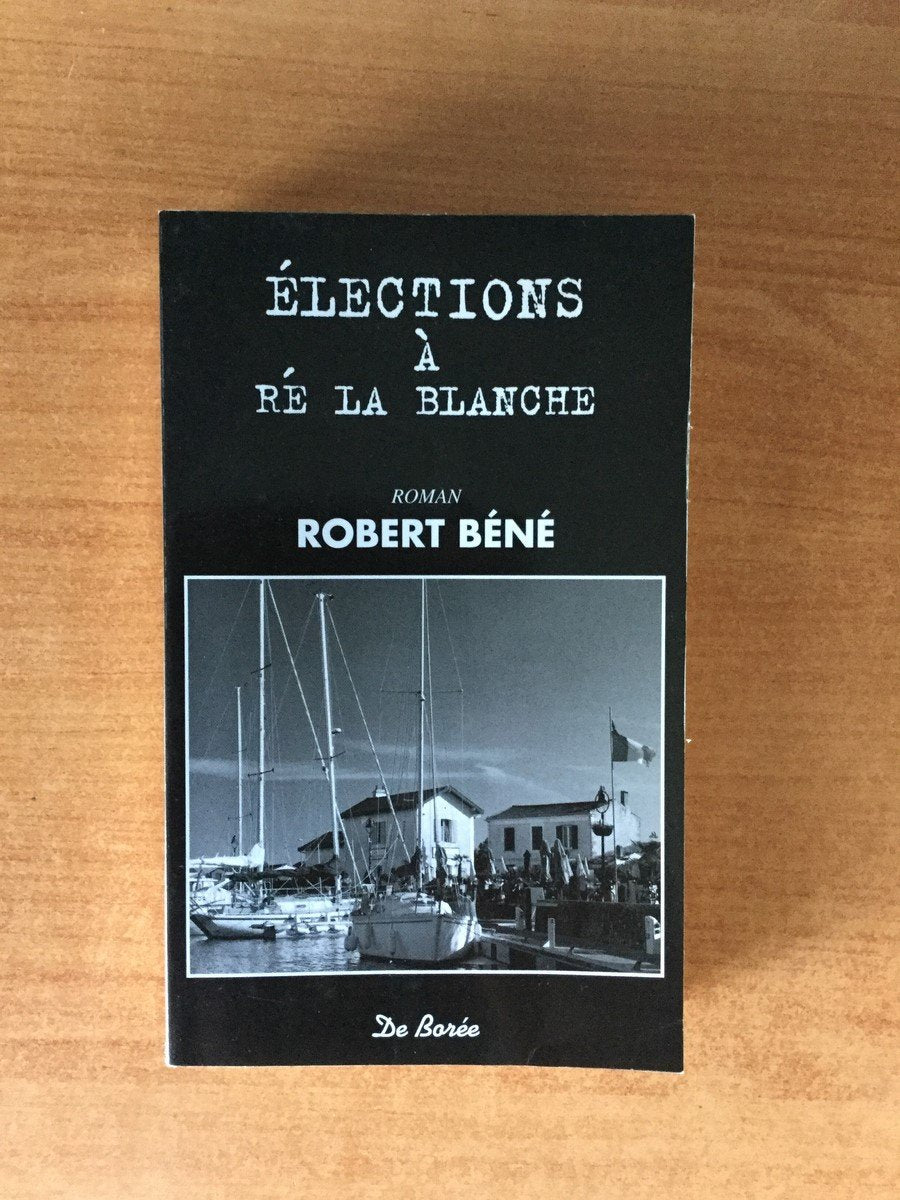 ÉLECTIONS
À
RÉ LA BLANCHE
ROMAN
ROBERT BÉNÉ
De Borée